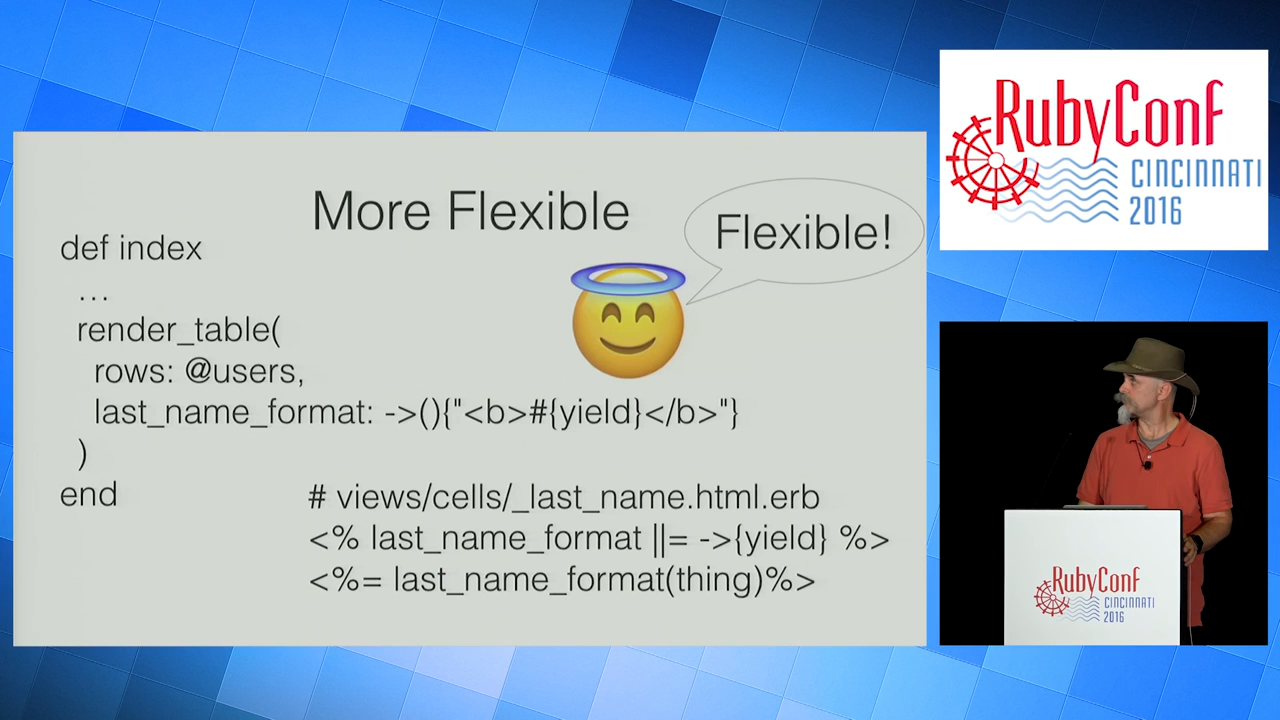 More Flexible
Flexible!
def index
...
render_table(
rows: @users,
last_name_format: ->(){"<b>#{yield}</b>"}
)
end
# views/cells/_last_name.html.erb
<% last_name_format ||= ->{yield} %>
<%= last_name_format(thing)%>
RubyConf
CINCINNATI
2016
RubyConf
CINCINNATI
2016